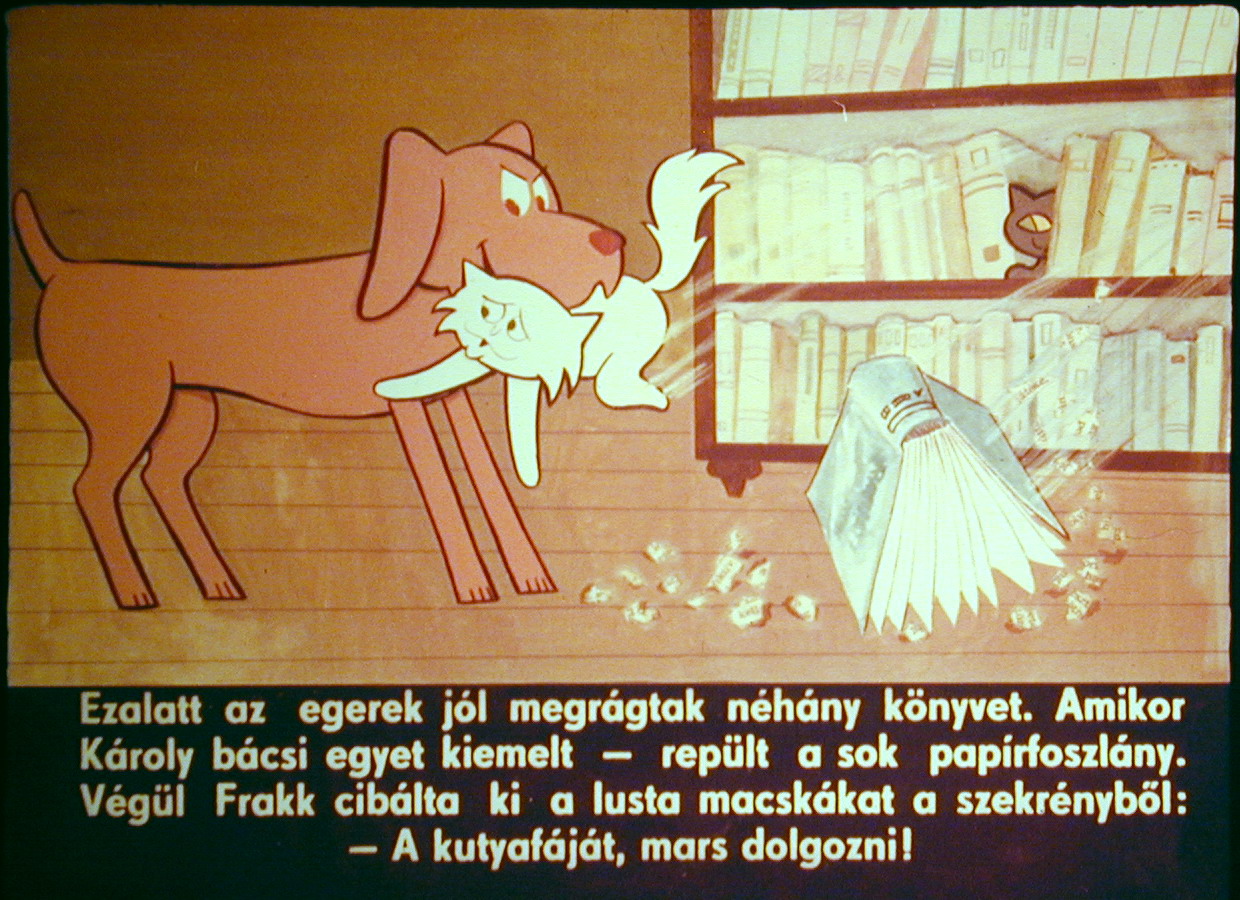 Ezalatt az egerek jól megrágtak néhány könyvet. Amikor
Károly bácsi egyet kiemelt — repült a sok papírfoszlány.
Végül Frakk cibálta ki a lusta macskákat a szekrényből:
— A kutyafáját, mars dolgozni!